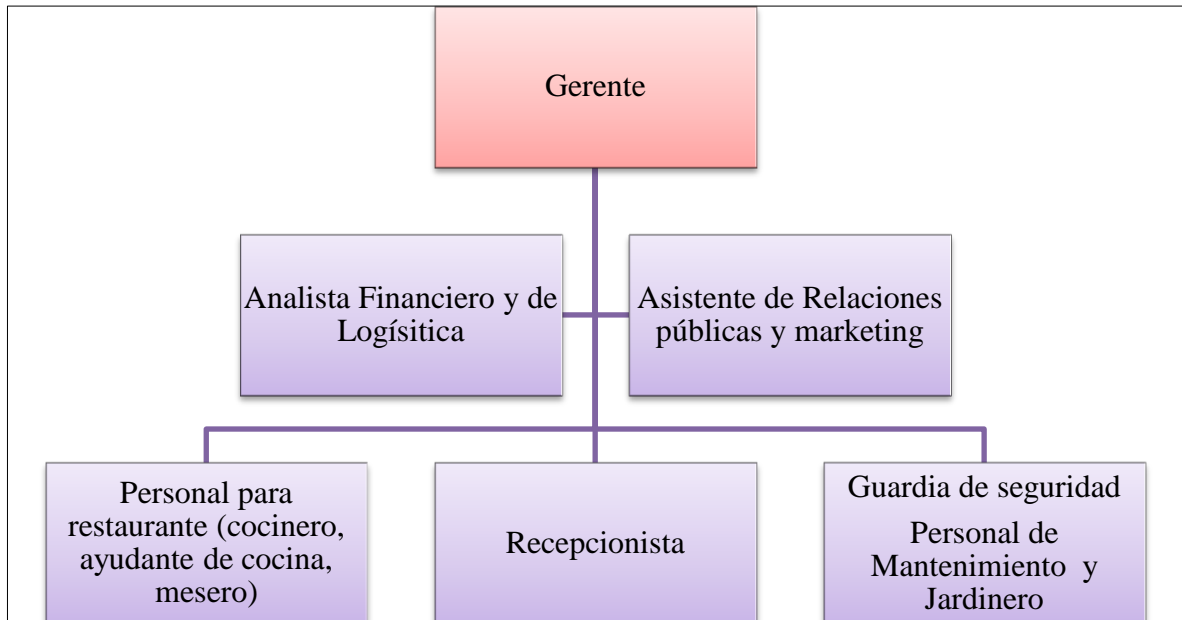 Gerente
Analista Financiero y de
Logísitica
Asistente de Relaciones
públicas y marketing
Personal para
restaurante (cocinero,
ayudante de cocina,
mesero)
Recepcionista
Guardia de seguridad
Personal de
Mantenimiento y
Jardinero